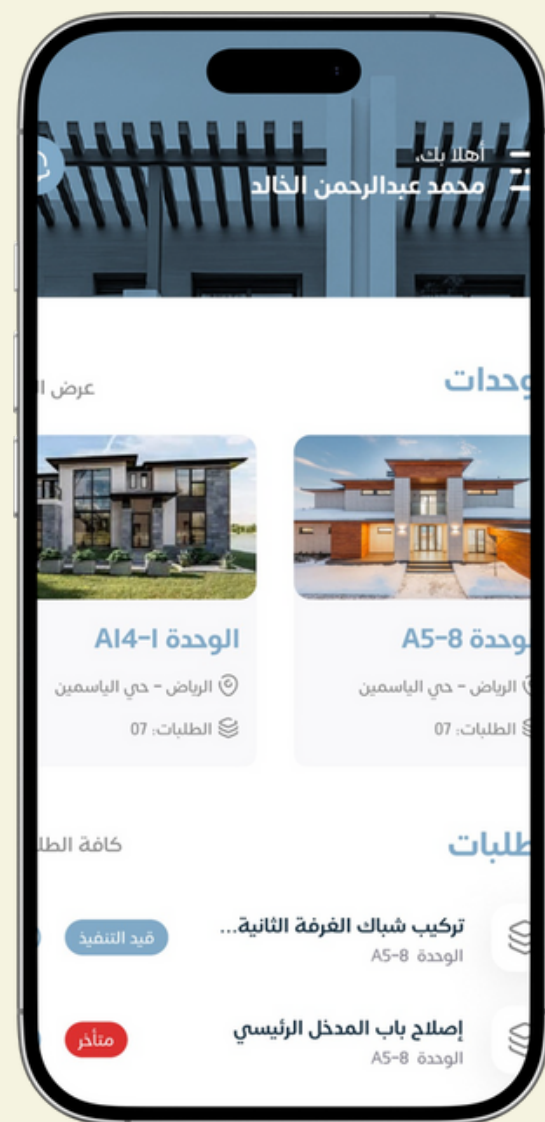 أهلا بك،
محمد عبدالرحمن الخالد
وحدات
عرض ا
الوحدة A5-8
الوحدة A14-1
الرياض - حي الياسمين
الرياض - حي الياسمين
الطلبات: 07
الطلبات: 07
طلبات
كافة الطل
تركيب شباك الغرفة الثانية...
قيد التنفيذ
الوحدة A5-8
إصلاح باب المدخل الرئيسي
متأخر
الوحدة A5-8